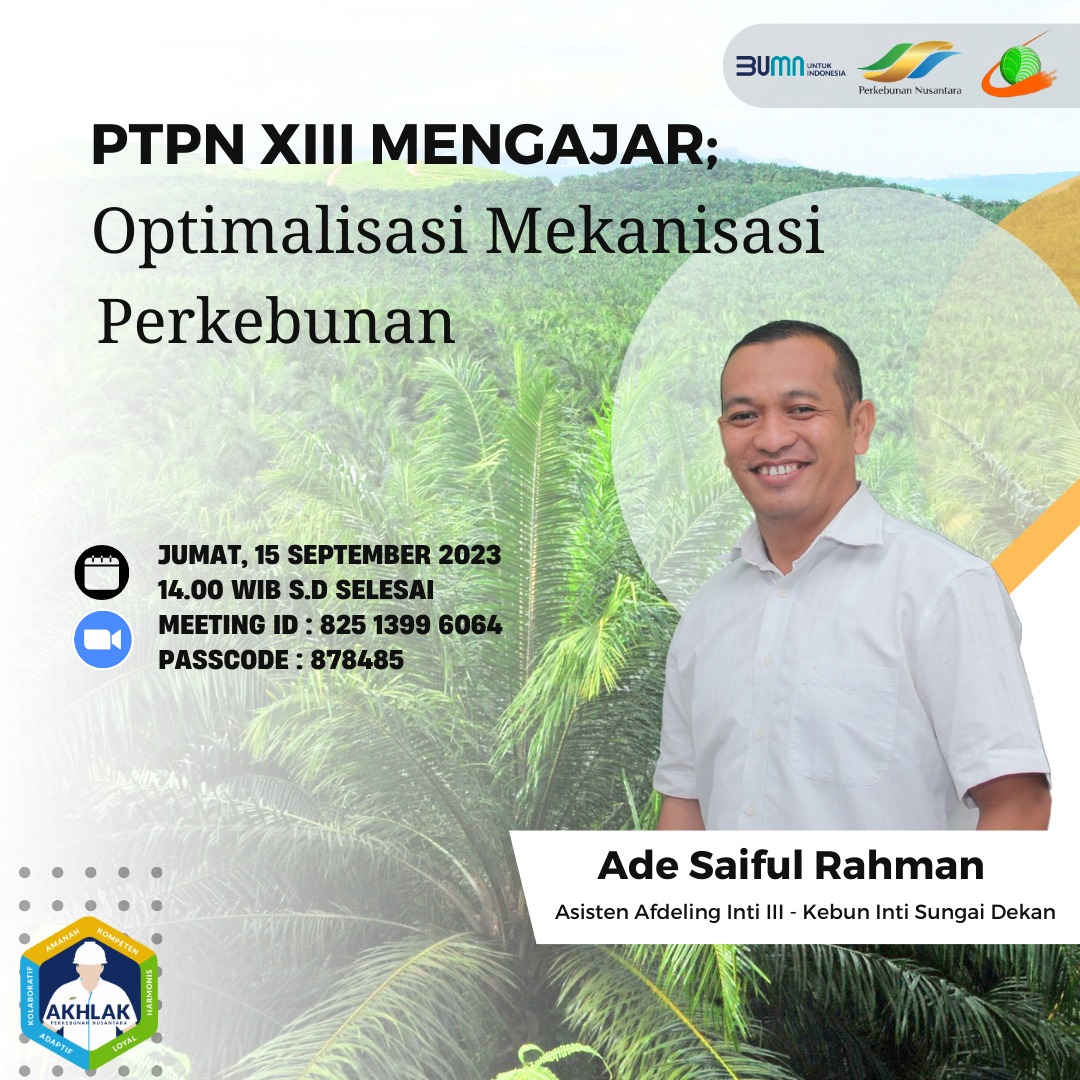 BUMN UNTUK
INDONESIA
Perkebunan Nusantara
PTPN XIII MENGAJAR;
Optimalisasi Mekanisasi
Perkebunan
JUMAT, 15 SEPTEMBER 2023
14.00 WIB S.D SELESAI
MEETING ID : 825 1399 6064
PASSCODE : 878485
Ade Saiful Rahman
Asisten Afdeling Inti III - Kebun Inti Sungai Dekan
AMANAH
KOMPETEN
HARMONIS
LOYAL
ADAPTIF
KOLABORATIF
AKHLAK
PERKEBUNAN NUSANTARA